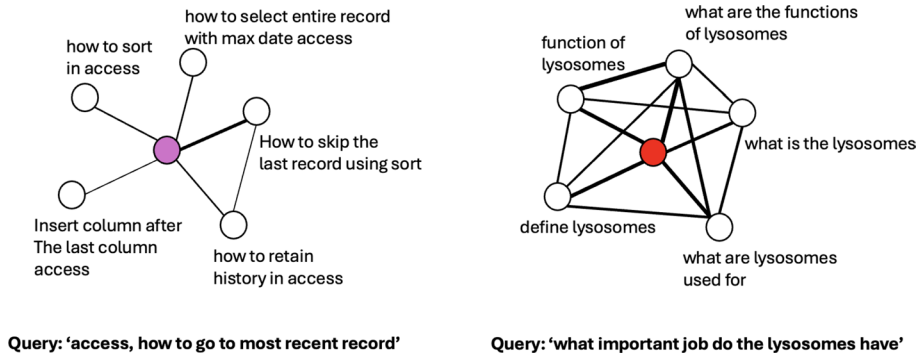 how to select entire record
with max date access
how to sort
in access
How to skip the
last record using sort
Insert column after
The last column
access
how to retain
history in access
Query: ‘access, how to go to most recent record’
what are the functions
of lysosomes
function of
lysosomes
what is the lysosomes
define lysosomes
what are lysosomes
used for
Query: ‘what important job do the lysosomes have’